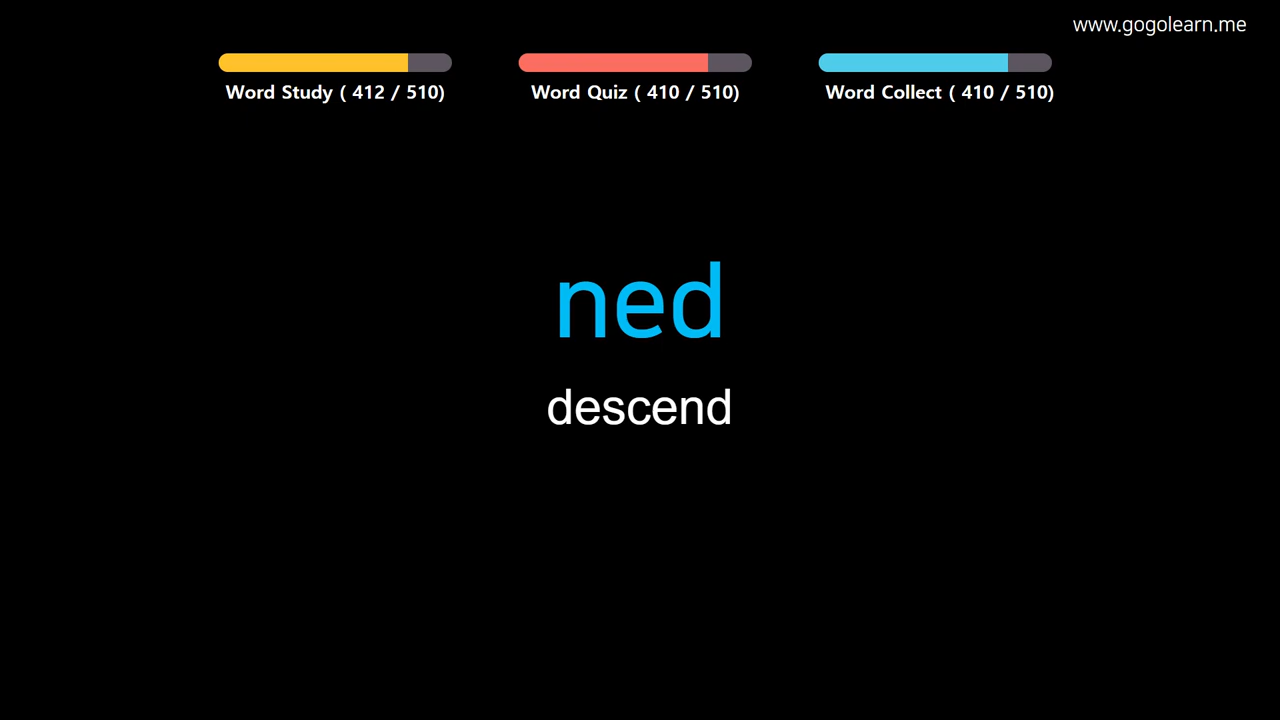 www.gogolearn.me
Word Study ( 412 / 510)
Word Quiz ( 410 / 510)
Word Collect ( 410 / 510)
ned
descend